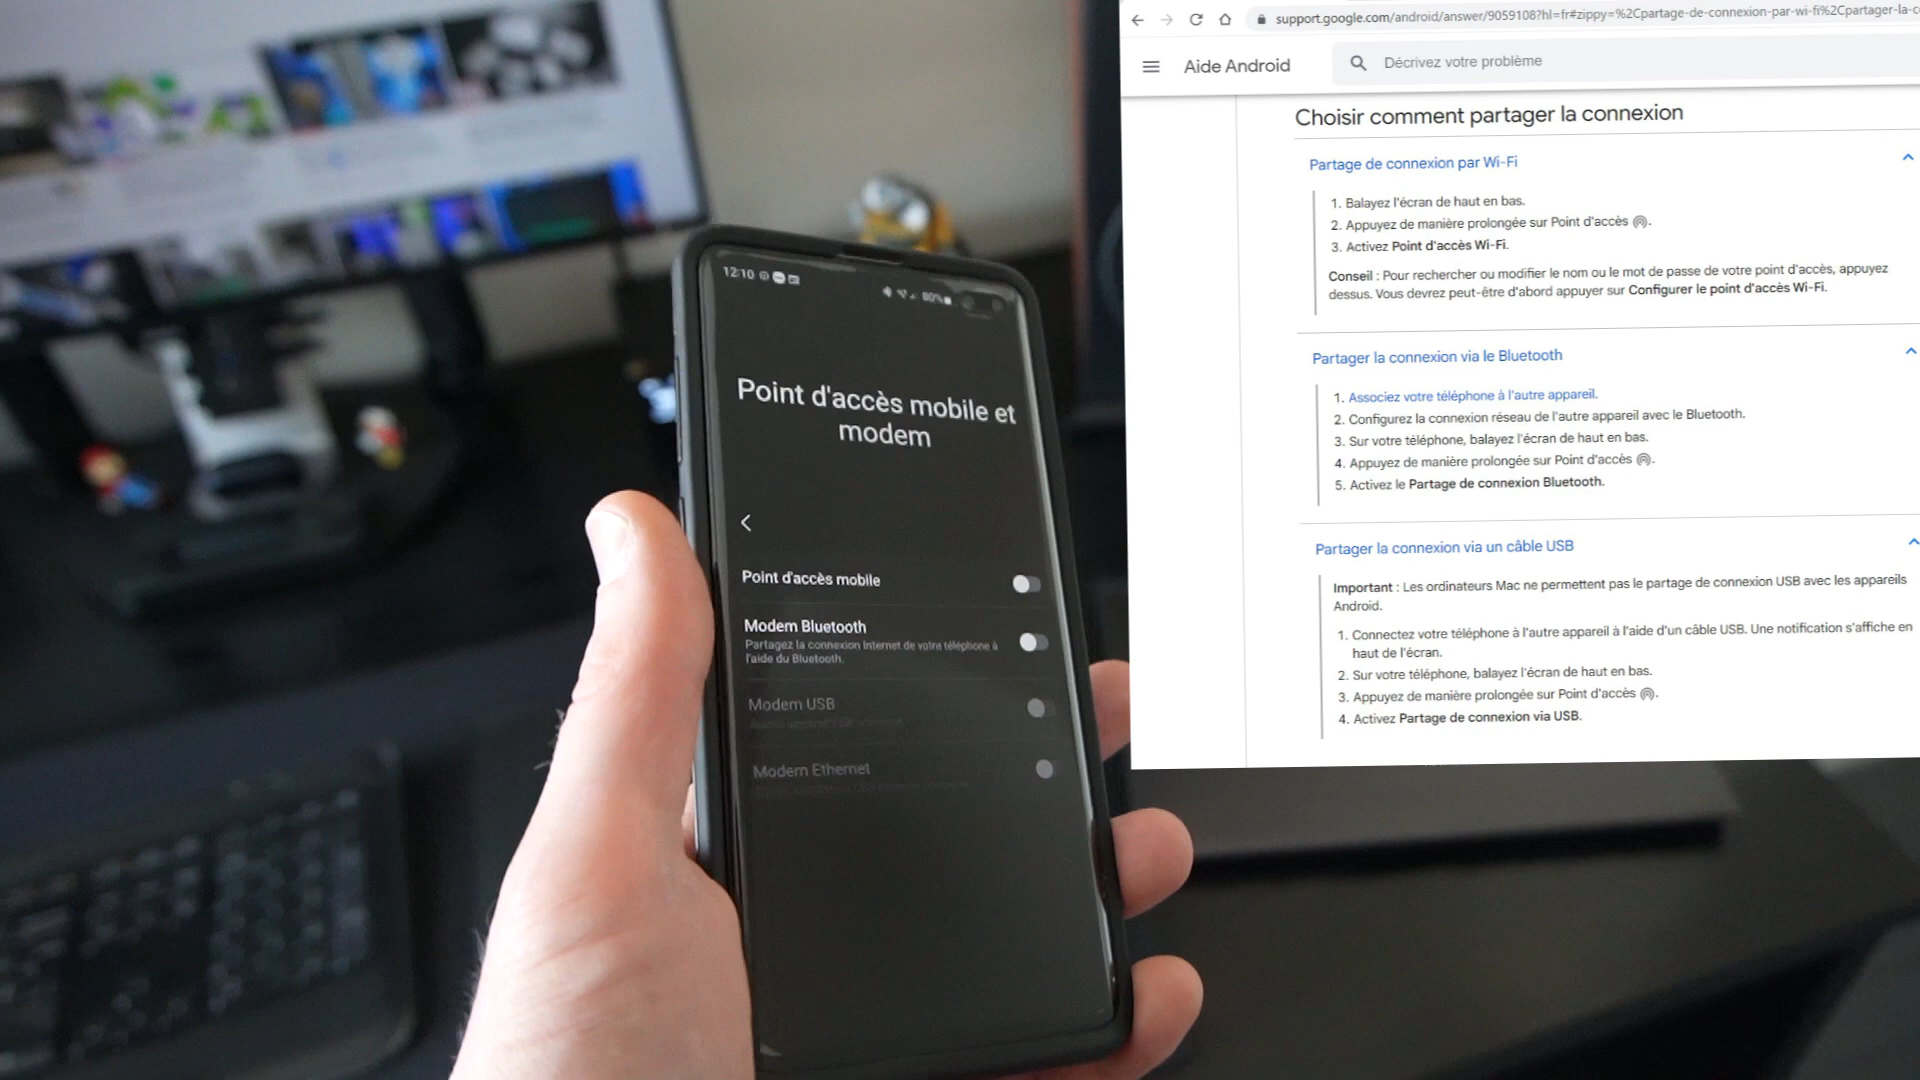 12:10
80%
Point d'accès mobile et
modem
Point d'accès mobile
Modem Bluetooth
Partagez la connexion Internet de votre téléphone à
l'aide du Bluetooth.
Modem USB
Modem Ethernet
support.google.com/android/answer/9059108?hl=fr#zippy=%2Cpartage-de-connexion-par-wi-fi%2Cpartager-la-c
Aide Android
Décrivez votre problème
Choisir comment partager la connexion
Partage de connexion par Wi-Fi
1. Balayez l'écran de haut en bas.
2. Appuyez de manière prolongée sur Point d'accès .
3. Activez Point d'accès Wi-Fi.
Conseil : Pour rechercher ou modifier le nom ou le mot de passe de votre point d'accès, appuyez
dessus. Vous devrez peut-être d'abord appuyer sur Configurer le point d'accès Wi-Fi.
Partager la connexion via le Bluetooth
1. Associez votre téléphone à l'autre appareil.
2. Configurez la connexion réseau de l'autre appareil avec le Bluetooth.
3. Sur votre téléphone, balayez l'écran de haut en bas.
4. Appuyez de manière prolongée sur Point d'accès .
5. Activez le Partage de connexion Bluetooth.
Partager la connexion via un câble USB
Important : Les ordinateurs Mac ne permettent pas le partage de connexion USB avec les appareils
Android.
1. Connectez votre téléphone à l'autre appareil à l'aide d'un câble USB. Une notification s'affiche en
haut de l'écran.
2. Sur votre téléphone, balayez l'écran de haut en bas.
3. Appuyez de manière prolongée sur Point d'accès .
4. Activez Partage de connexion via USB.